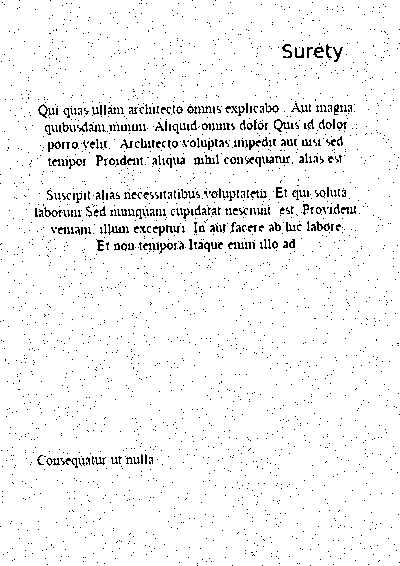 Surety
Qui quas ullam architecto omnis explicabo. Aut magna
quibusdam minim. Aliquid omnis dolor Quis id dolor
porro velit. Architecto voluptas impedit aut nisi sed
tempor. Proident. aliqua. nihil consequatur, alias est
Suscipit alias necessitatibus voluptatem. Et qui soluta
laborum Sed numquam cupidatat nesciunt. est. Provident
veniam. illum excepturi. In aut facere ab hic labore.
Et non tempora Itaque enim illo ad
Consequatur ut nulla